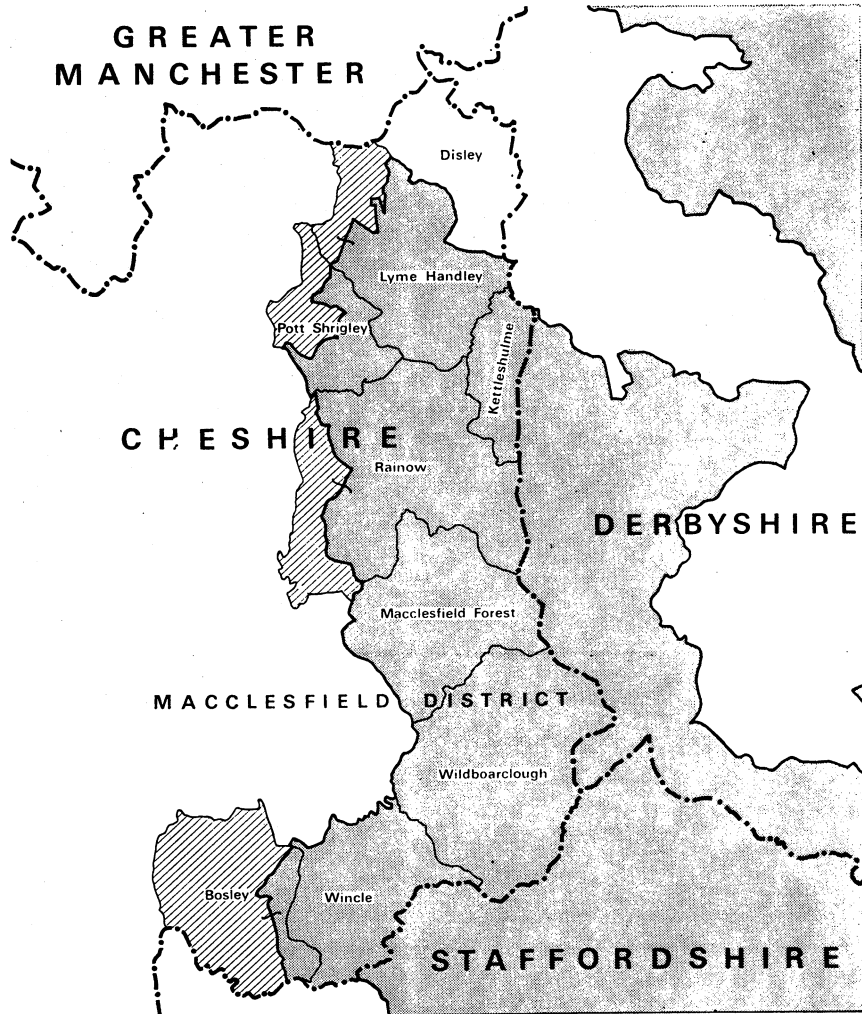 GREATER
MANCHESTER
Disley
Lyme Handley
Pott Shrigley
Kettleshulme
CHESHIRE
Rainow
DERBYSHIRE
Macclesfield Forest
MACCLESFIELD DISTRICT
Wildboarclough
Bosley
Wincle
STAFFORDSHIRE